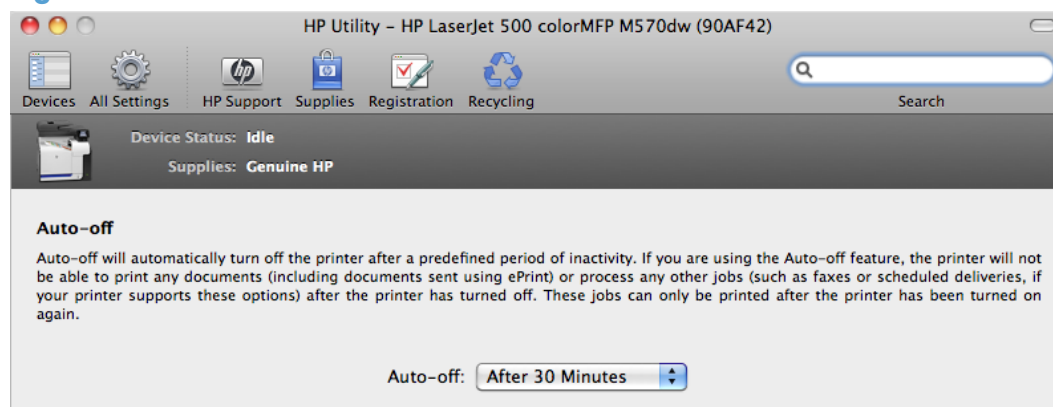 HP Utility – HP LaserJet 500 colorMFP M570dw (90AF42)
Devices All Settings HP Support Supplies Registration Recycling Search
Device Status: Idle
Supplies: Genuine HP
Auto-off
Auto-off will automatically turn off the printer after a predefined period of inactivity. If you are using the Auto-off feature, the printer will not
be able to print any documents (including documents sent using ePrint) or process any other jobs (such as faxes or scheduled deliveries, if
your printer supports these options) after the printer has turned off. These jobs can only be printed after the printer has been turned on
again.
Auto-off: After 30 Minutes